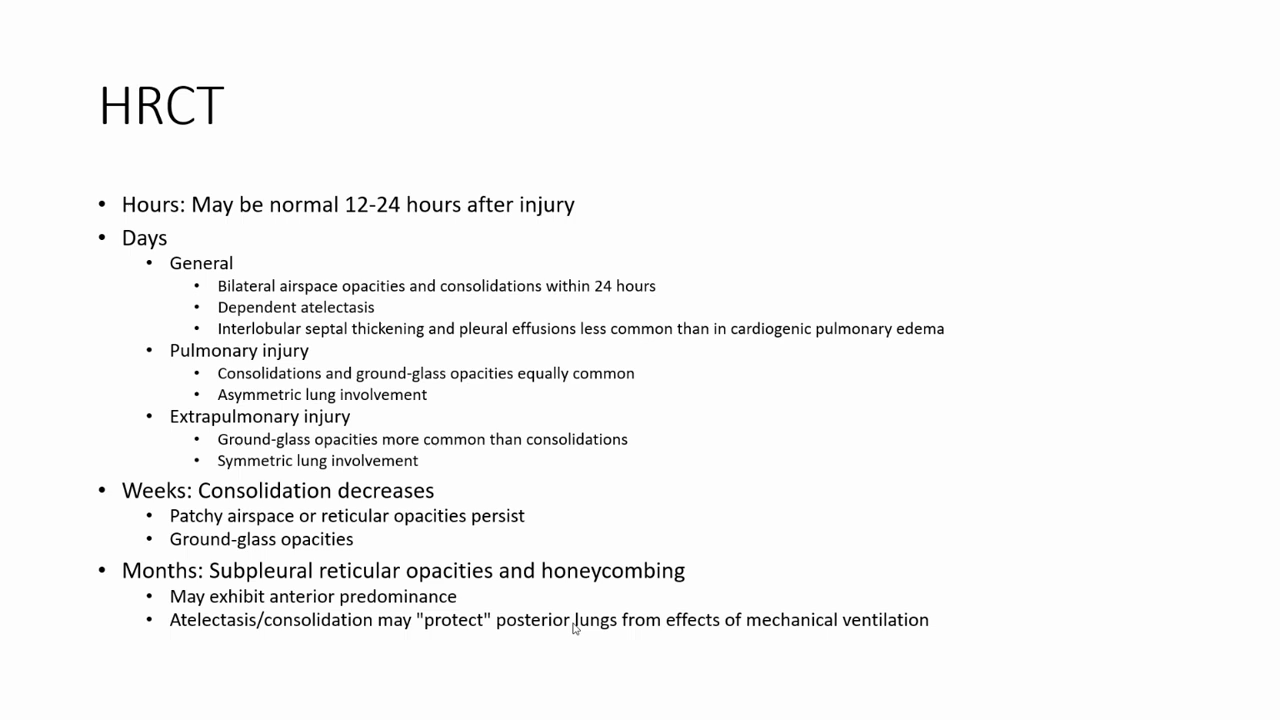 HRCT
• Hours: May be normal 12-24 hours after injury
• Days
• General
• Bilateral airspace opacities and consolidations within 24 hours
• Dependent atelectasis
• Interlobular septal thickening and pleural effusions less common than in cardiogenic pulmonary edema
• Pulmonary injury
• Consolidations and ground-glass opacities equally common
• Asymmetric lung involvement
• Extrapulmonary injury
• Ground-glass opacities more common than consolidations
• Symmetric lung involvement
• Weeks: Consolidation decreases
• Patchy airspace or reticular opacities persist
• Ground-glass opacities
• Months: Subpleural reticular opacities and honeycombing
• May exhibit anterior predominance
• Atelectasis/consolidation may "protect" posterior lungs from effects of mechanical ventilation